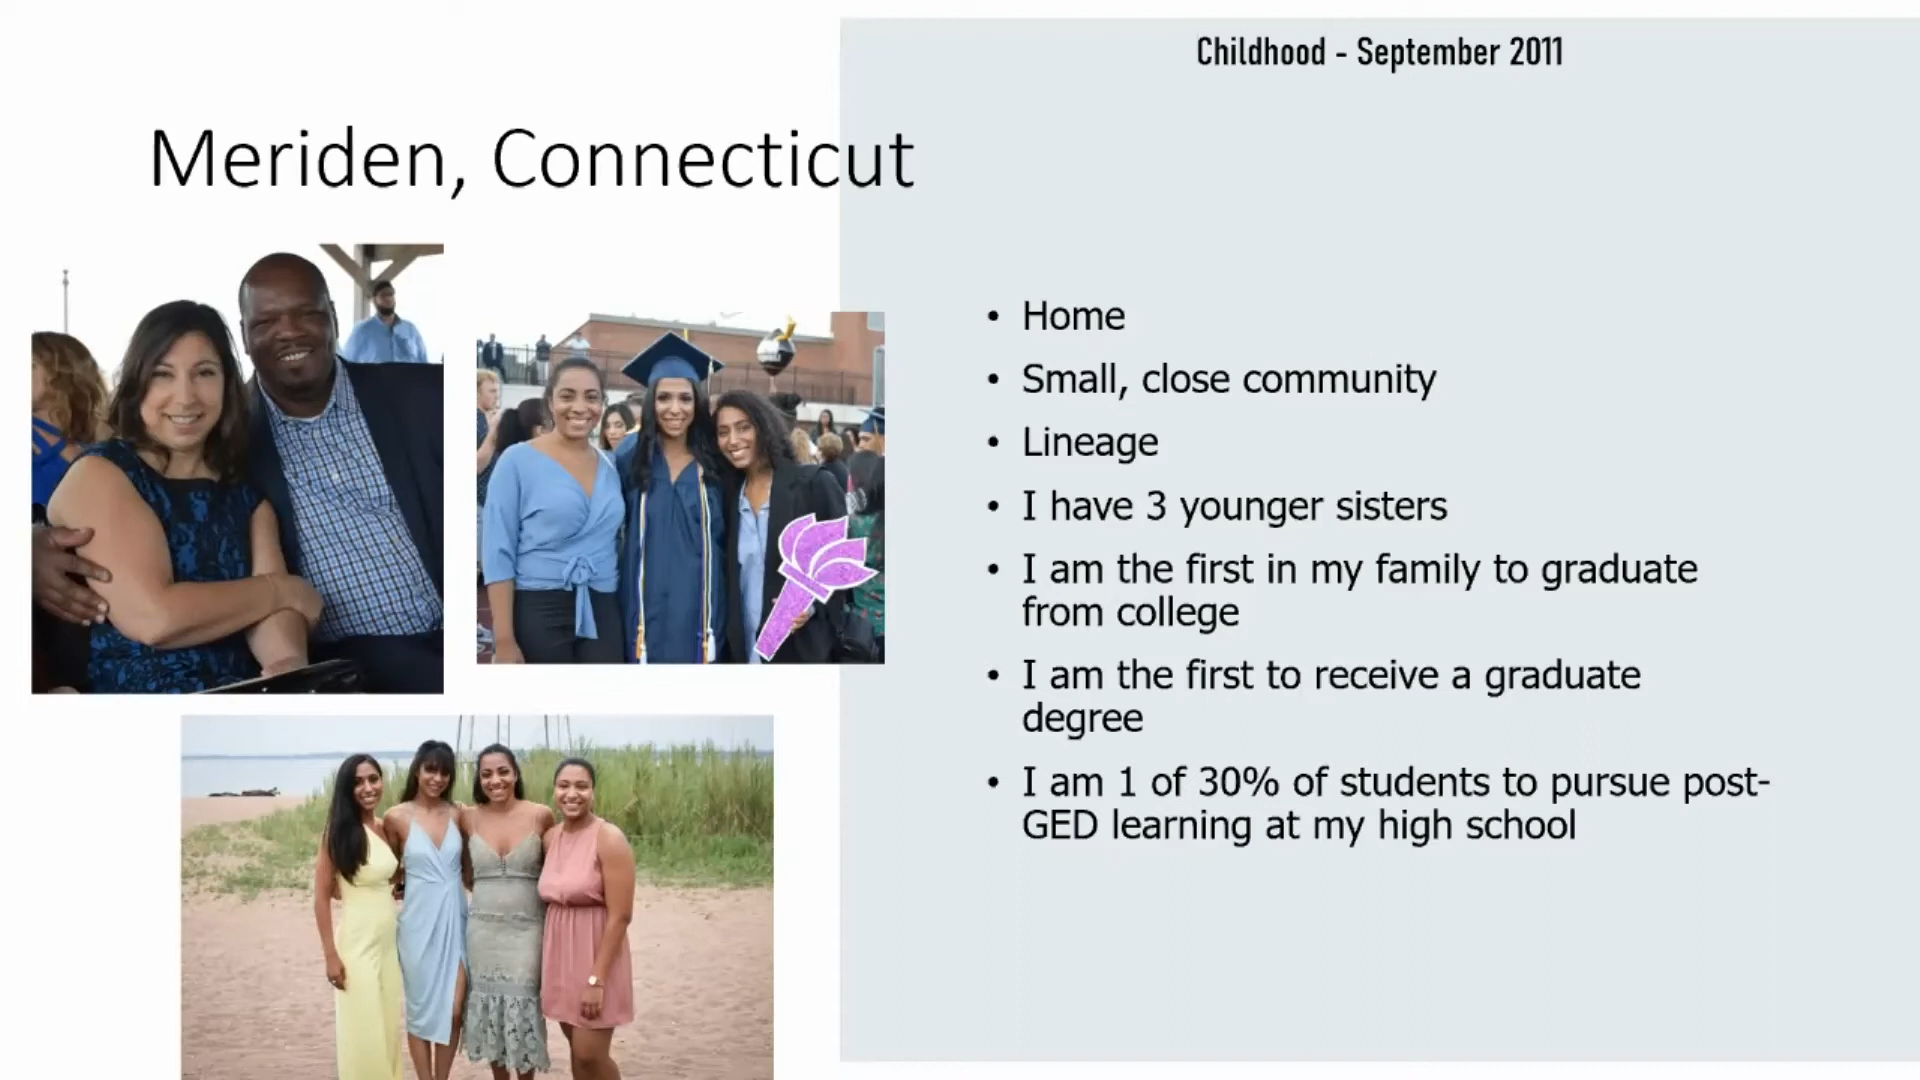 Childhood - September 2011
Meriden, Connecticut
• Home
• Small, close community
• Lineage
• I have 3 younger sisters
• I am the first in my family to graduate
from college
• I am the first to receive a graduate
degree
• I am 1 of 30% of students to pursue post-
GED learning at my high school